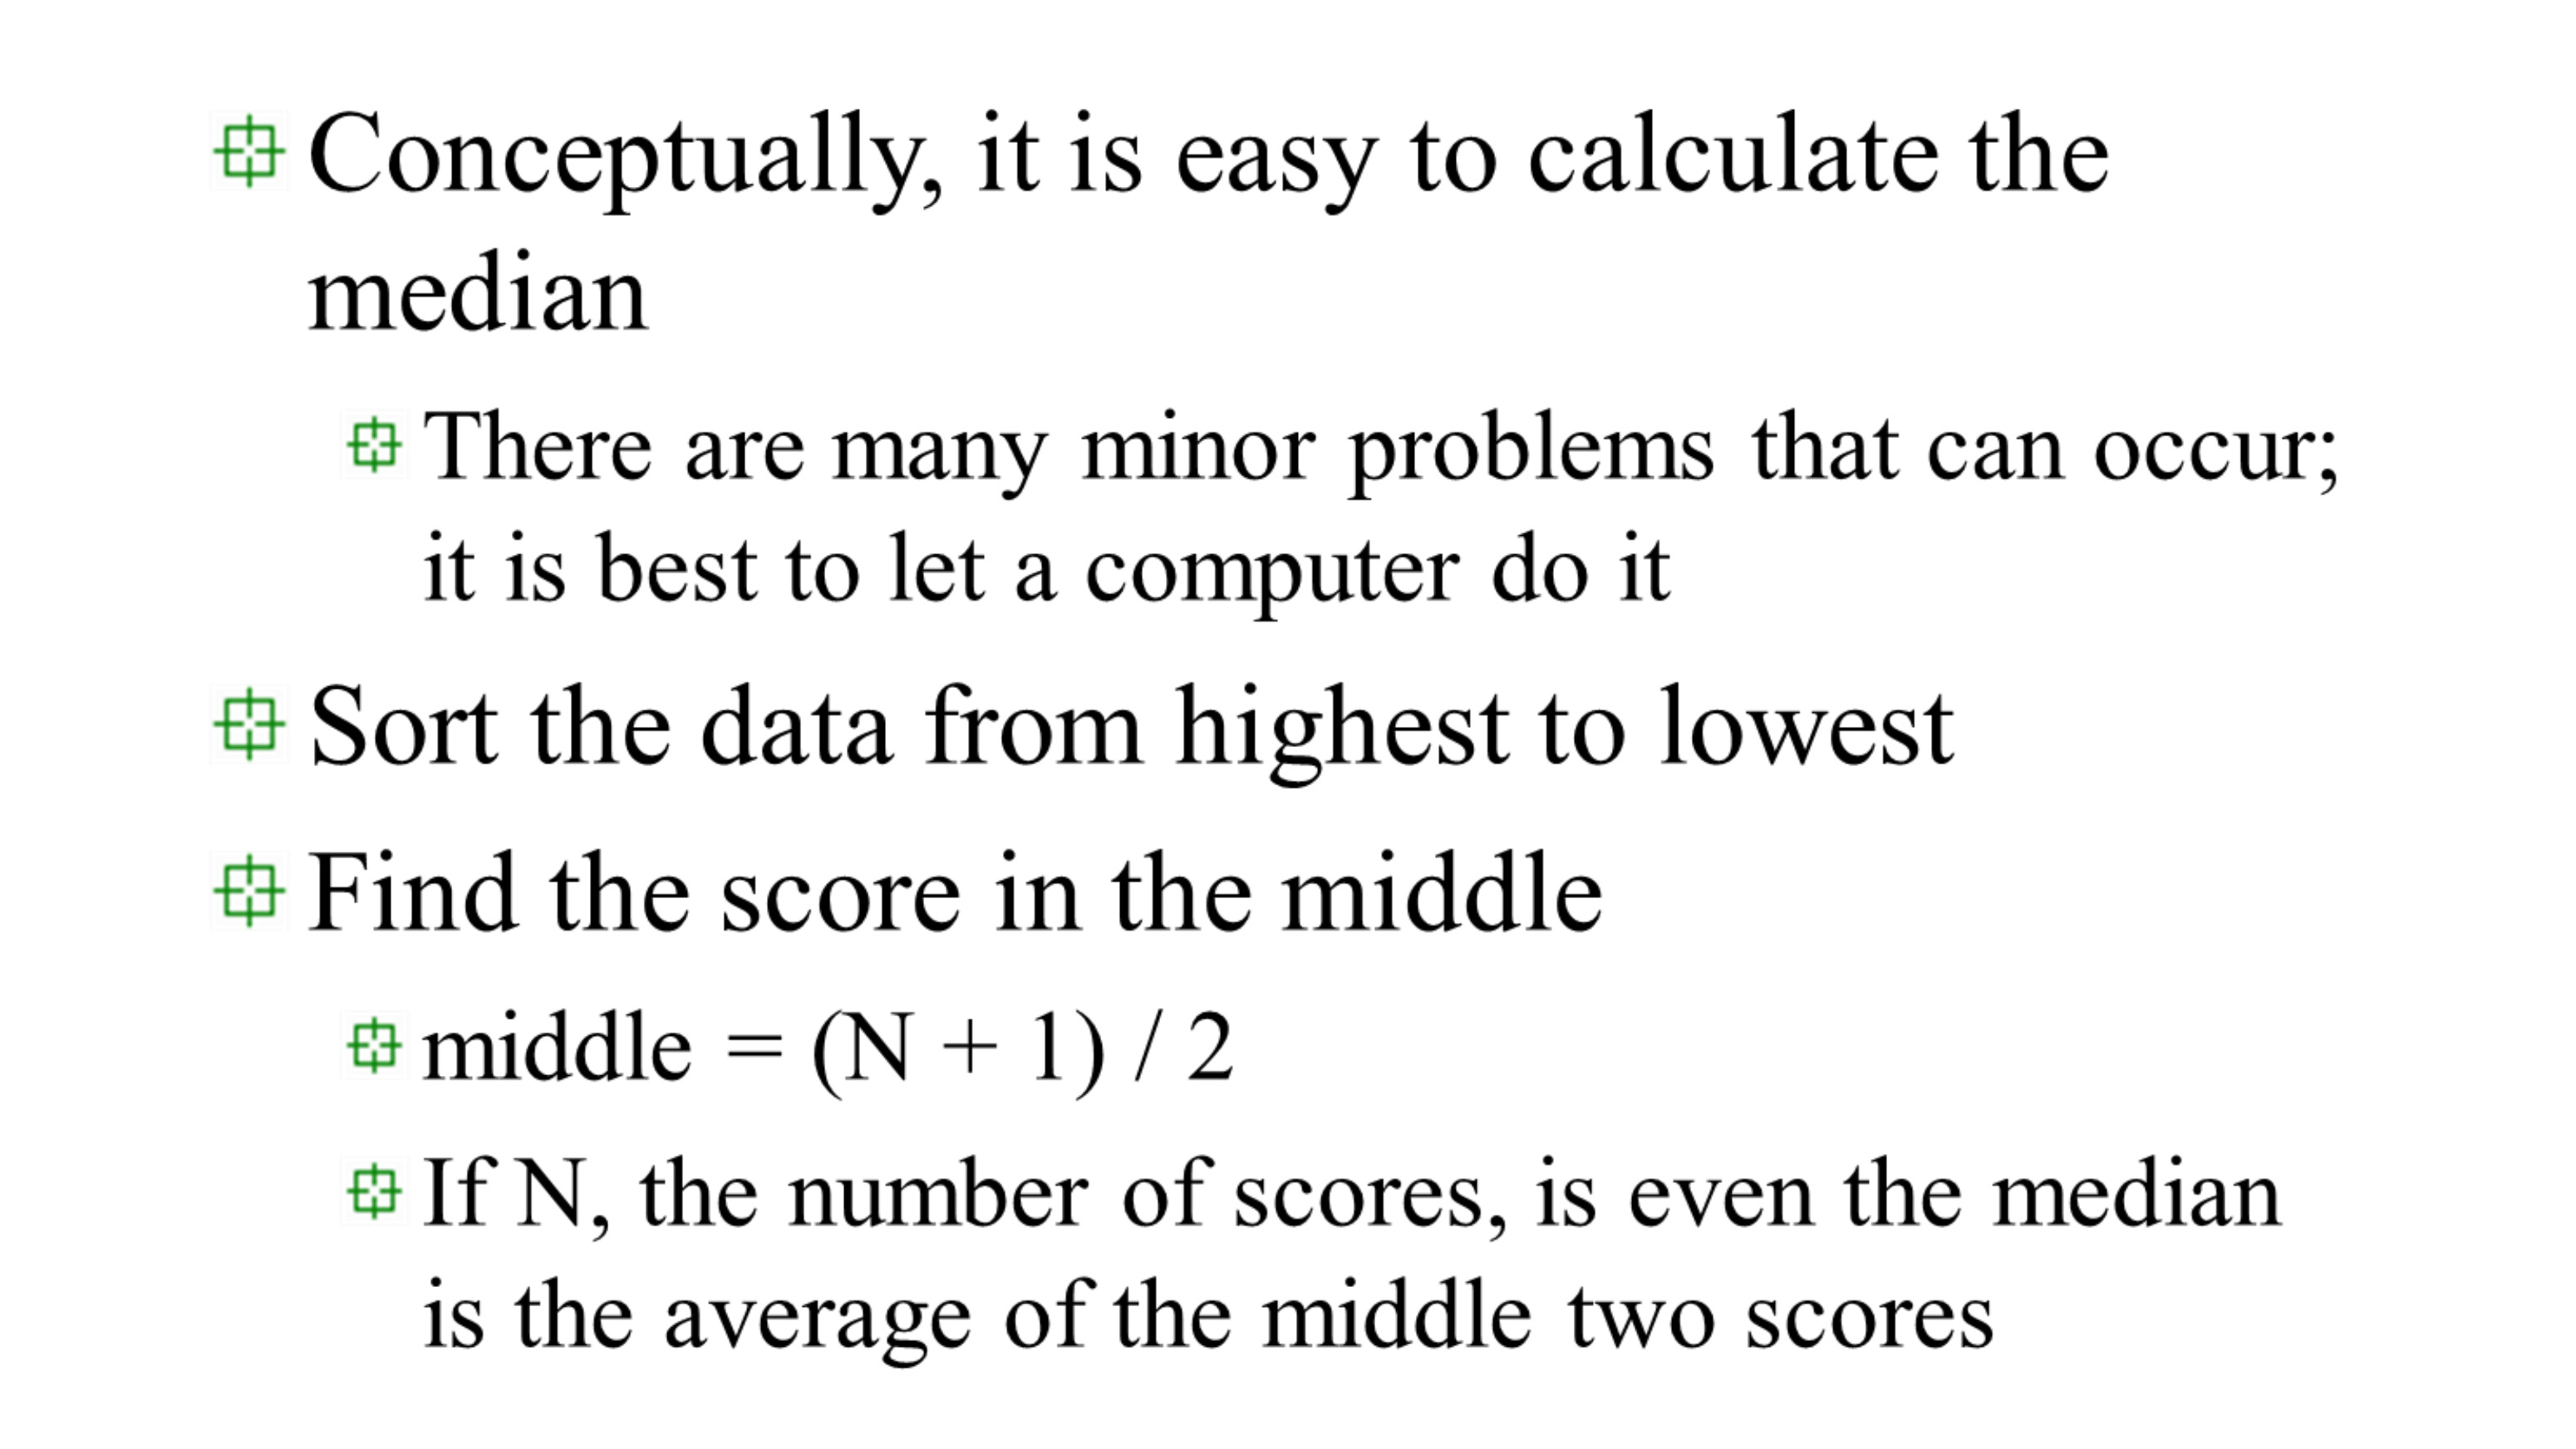 Conceptually, it is easy to calculate the
median
There are many minor problems that can occur;
it is best to let a computer do it
Sort the data from highest to lowest
Find the score in the middle
middle = (N + 1) / 2
If N, the number of scores, is even the median
is the average of the middle two scores